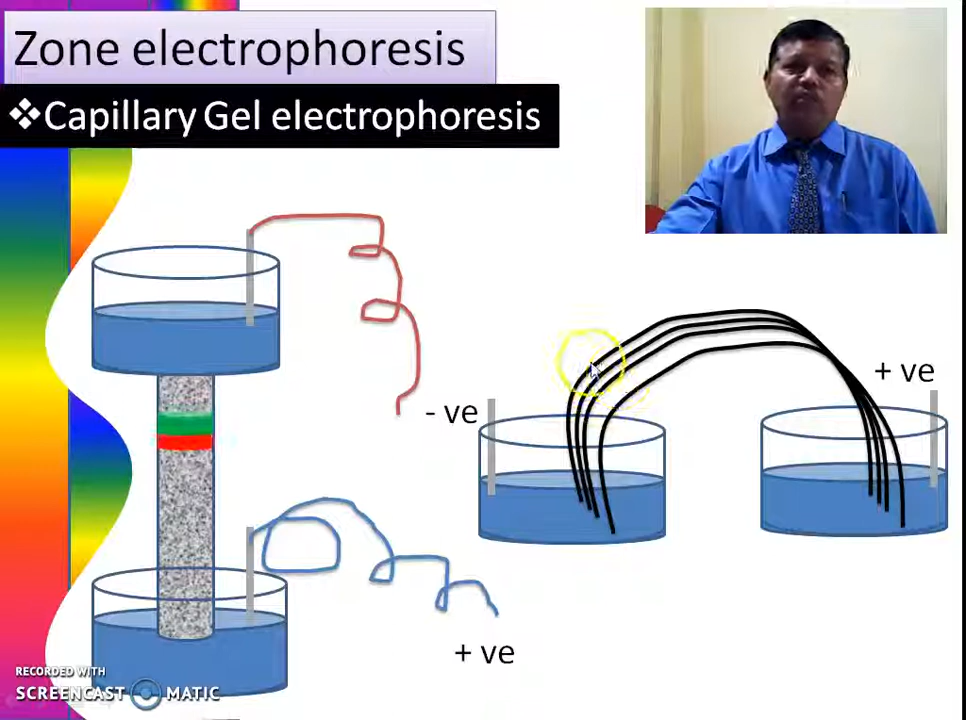 Zone electrophoresis
❖Capillary Gel electrophoresis
+ ve
- ve
+ ve
RECORDED WITH
SCREENCAST MATIC